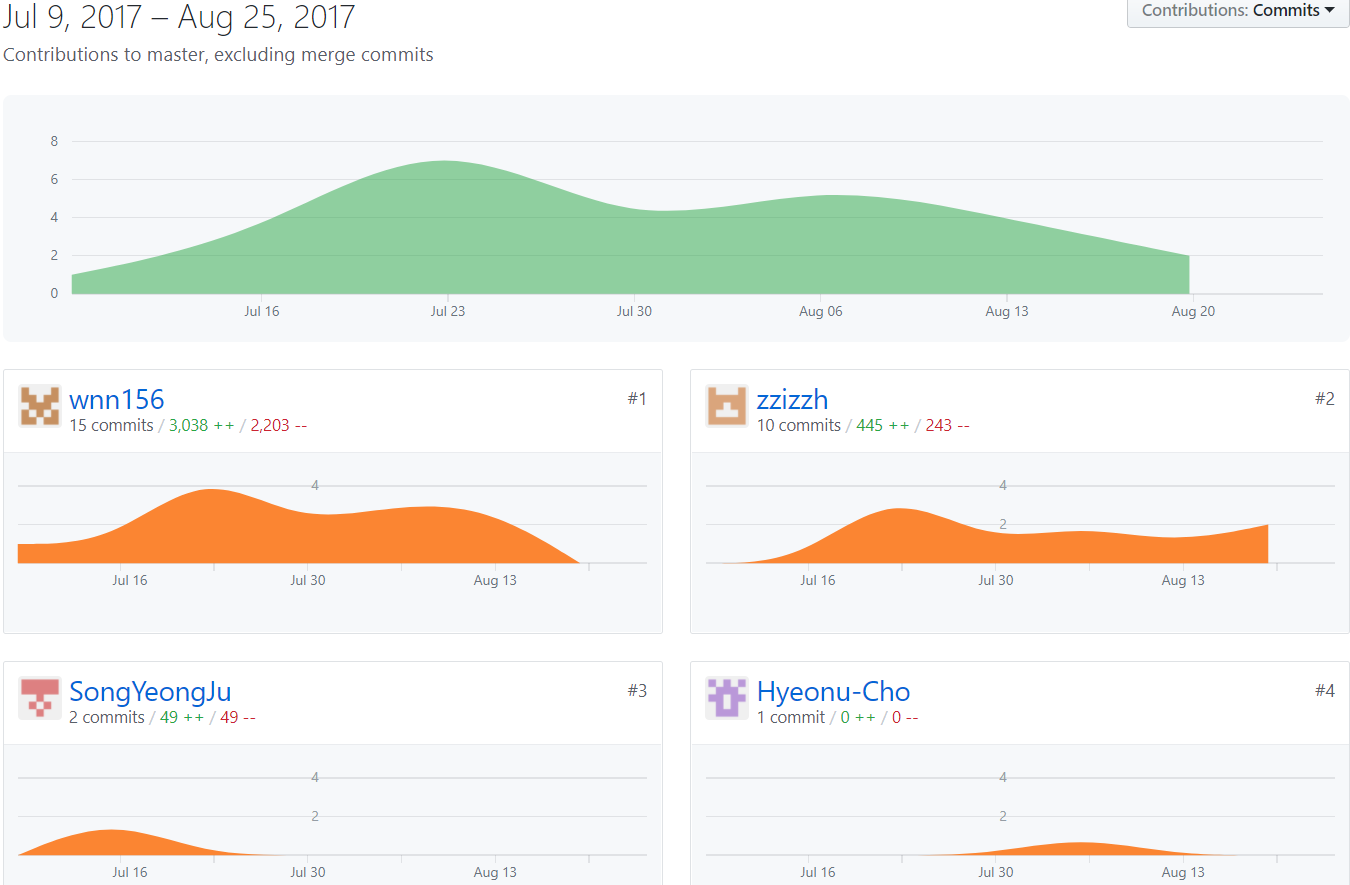 Jul 9, 2017 – Aug 25, 2017
Contributions: Commits
Contributions to master, excluding merge commits
8
6
4
2
0
Jul 16 Jul 23 Jul 30 Aug 06 Aug 13 Aug 20
wnn156 #1
15 commits / 3,038 ++ / 2,203 --
4
Jul 16 Jul 30 Aug 13
zzizzh #2
10 commits / 445 ++ / 243 --
4
2
Jul 16 Jul 30 Aug 13
SongYeongJu #3
2 commits / 49 ++ / 49 --
4
2
Jul 16 Jul 30 Aug 13
Hyeonu-Cho #4
1 commit / 0 ++ / 0 --
4
2
Jul 16 Jul 30 Aug 13